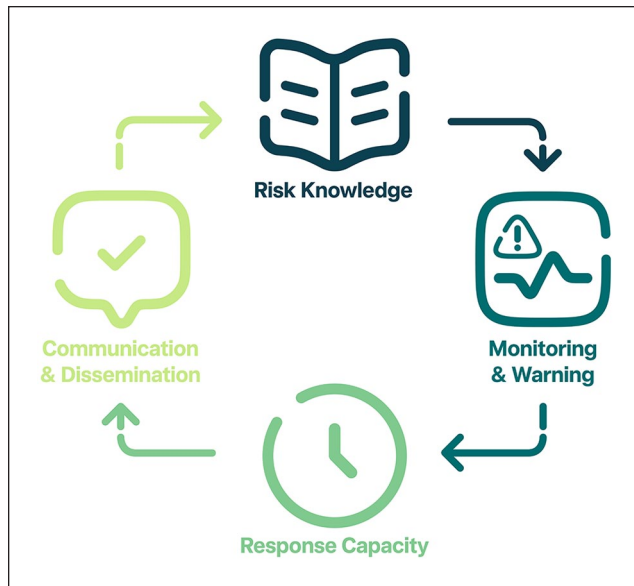 Risk Knowledge
Monitoring
& Warning
Response Capacity
Communication
& Dissemination